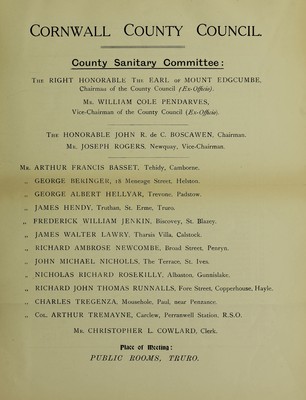 CORNWALL COUNTY COUNCIL.
County Sanitary Committee:
THE RIGHT HONORABLE THE EARL OF MOUNT EDGCUMBE,
Chairman of the County Council (Ex-Officio).
MR. WILLIAM COLE PENDARVES,
Vice-Chairman of the County Council (Ex-Officio).
THE HONORABLE JOHN R. de C. BOSCAWEN, Chairman.
MR. JOSEPH ROGERS, Newquay, Vice-Chairman.
MR. ARTHUR FRANCIS BASSET, Tehidy, Camborne.
„ GEORGE BERINGER, 18 Meneage Street, Helston.
„ GEORGE ALBERT HELLYAR, Trevone, Padstow.
„ JAMES HENDY, Truthan, St. Erme, Truro.
„ FREDERICK WILLIAM JENKIN, Biscovey, St. Blazey.
„ JAMES WALTER LAWRY, Tharsis Villa, Calstock.
„ RICHARD AMBROSE NEWCOMBE, Broad Street, Penryn.
„ JOHN MICHAEL NICHOLLS, The Terrace, St. Ives.
„ NICHOLAS RICHARD ROSEKILLY, Albaston, Gunnislake.
„ RICHARD JOHN THOMAS RUNNALLS, Fore Street, Copperhouse, Hayle.
„ CHARLES TREGENZA, Mousehole, Paul, near Penzance.
„ COL. ARTHUR TREMAYNE, Carclew, Perranwell Station, R.S.O.
MR. CHRISTOPHER L. COWLARD, Clerk.
Place of Meeting:
PUBLIC ROOMS, TRURO.